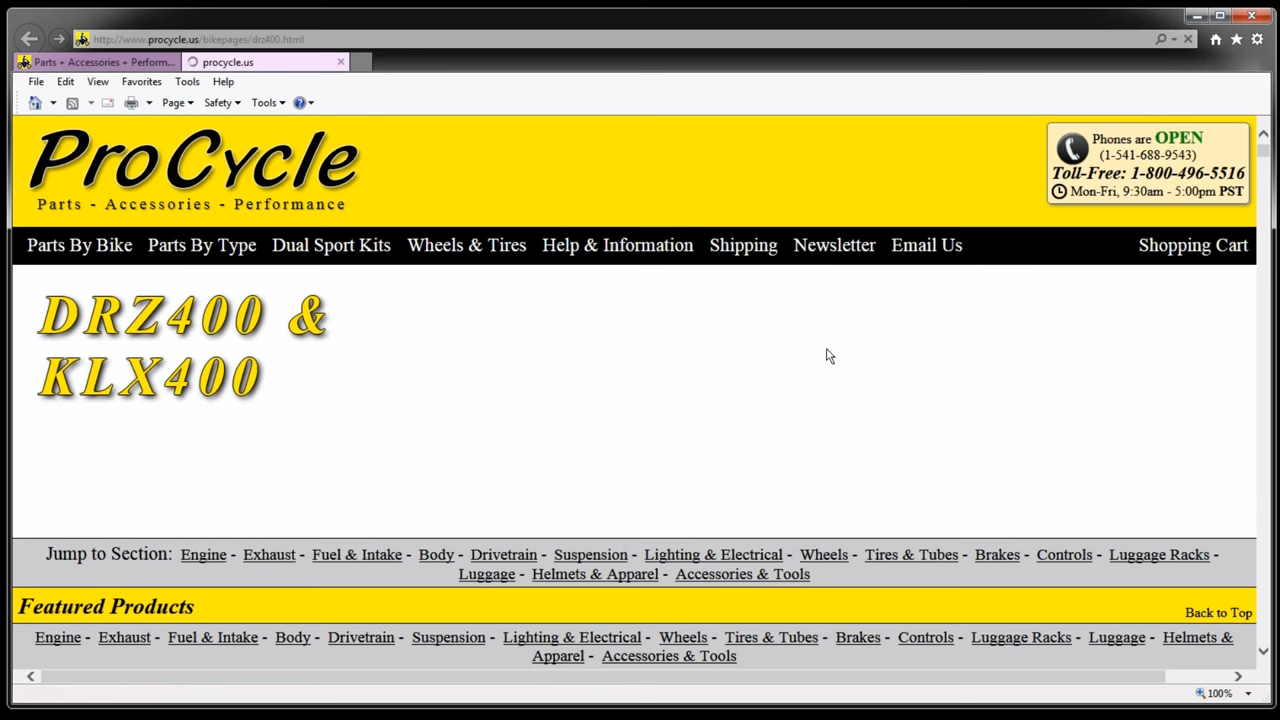 http://www.procycle.us/bikepages/drz400.html
Parts + Accessories + Perform...
procycle.us
File Edit View Favorites Tools Help
Page Safety Tools
ProCycle
Parts - Accessories - Performance
Phones are OPEN
(1-541-688-9543)
Toll-Free: 1-800-496-5516
Mon-Fri, 9:30am - 5:00pm PST
Parts By Bike Parts By Type Dual Sport Kits Wheels & Tires Help & Information Shipping Newsletter Email Us Shopping Cart
DRZ400 &
KLX400
Jump to Section: Engine - Exhaust - Fuel & Intake - Body - Drivetrain - Suspension - Lighting & Electrical - Wheels - Tires & Tubes - Brakes - Controls - Luggage Racks -
Luggage - Helmets & Apparel - Accessories & Tools
Featured Products
Back to Top
Engine - Exhaust - Fuel & Intake - Body - Drivetrain - Suspension - Lighting & Electrical - Wheels - Tires & Tubes - Brakes - Controls - Luggage Racks - Luggage - Helmets &
Apparel - Accessories & Tools
100%